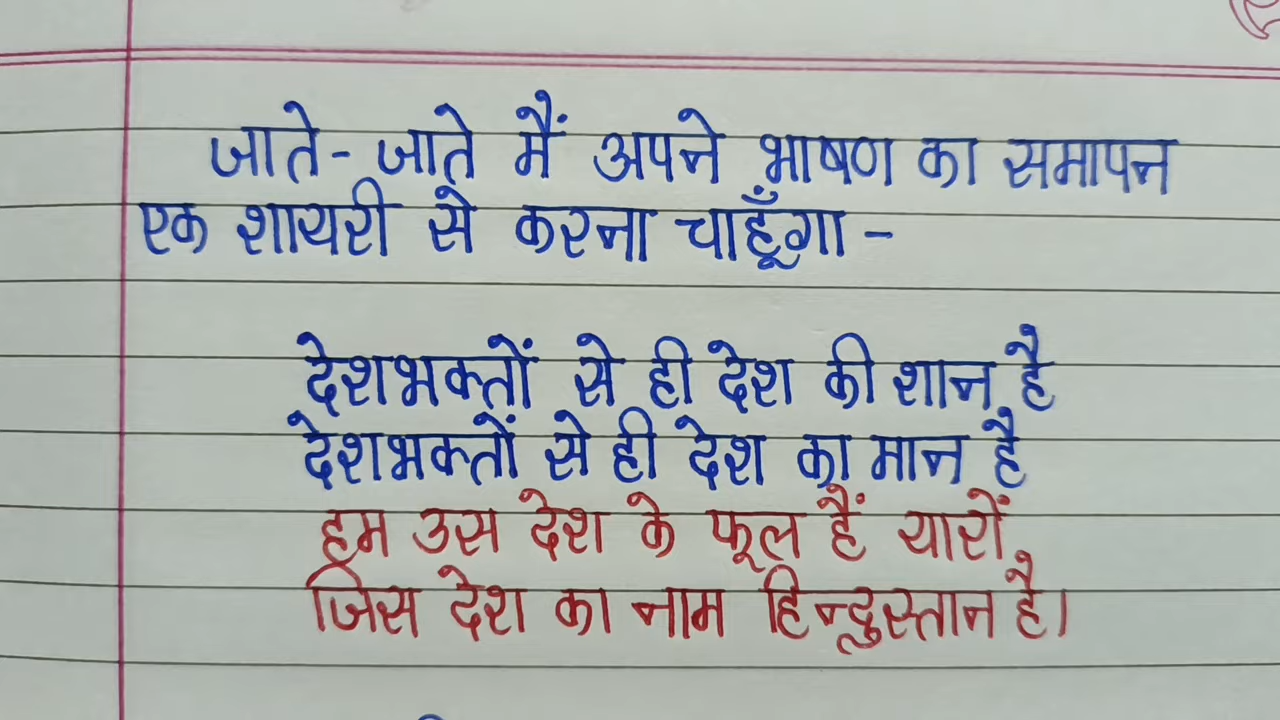 जाते-जाते मैं अपने भाषण का समापन
एक शायरी से करना चाहूँगा -
देशभक्तों से ही देश की शान है
देशभक्तों से ही देश का मान है
हम उस देश के फूल हैं यारों
जिस देश का नाम हिन्दुस्तान है।